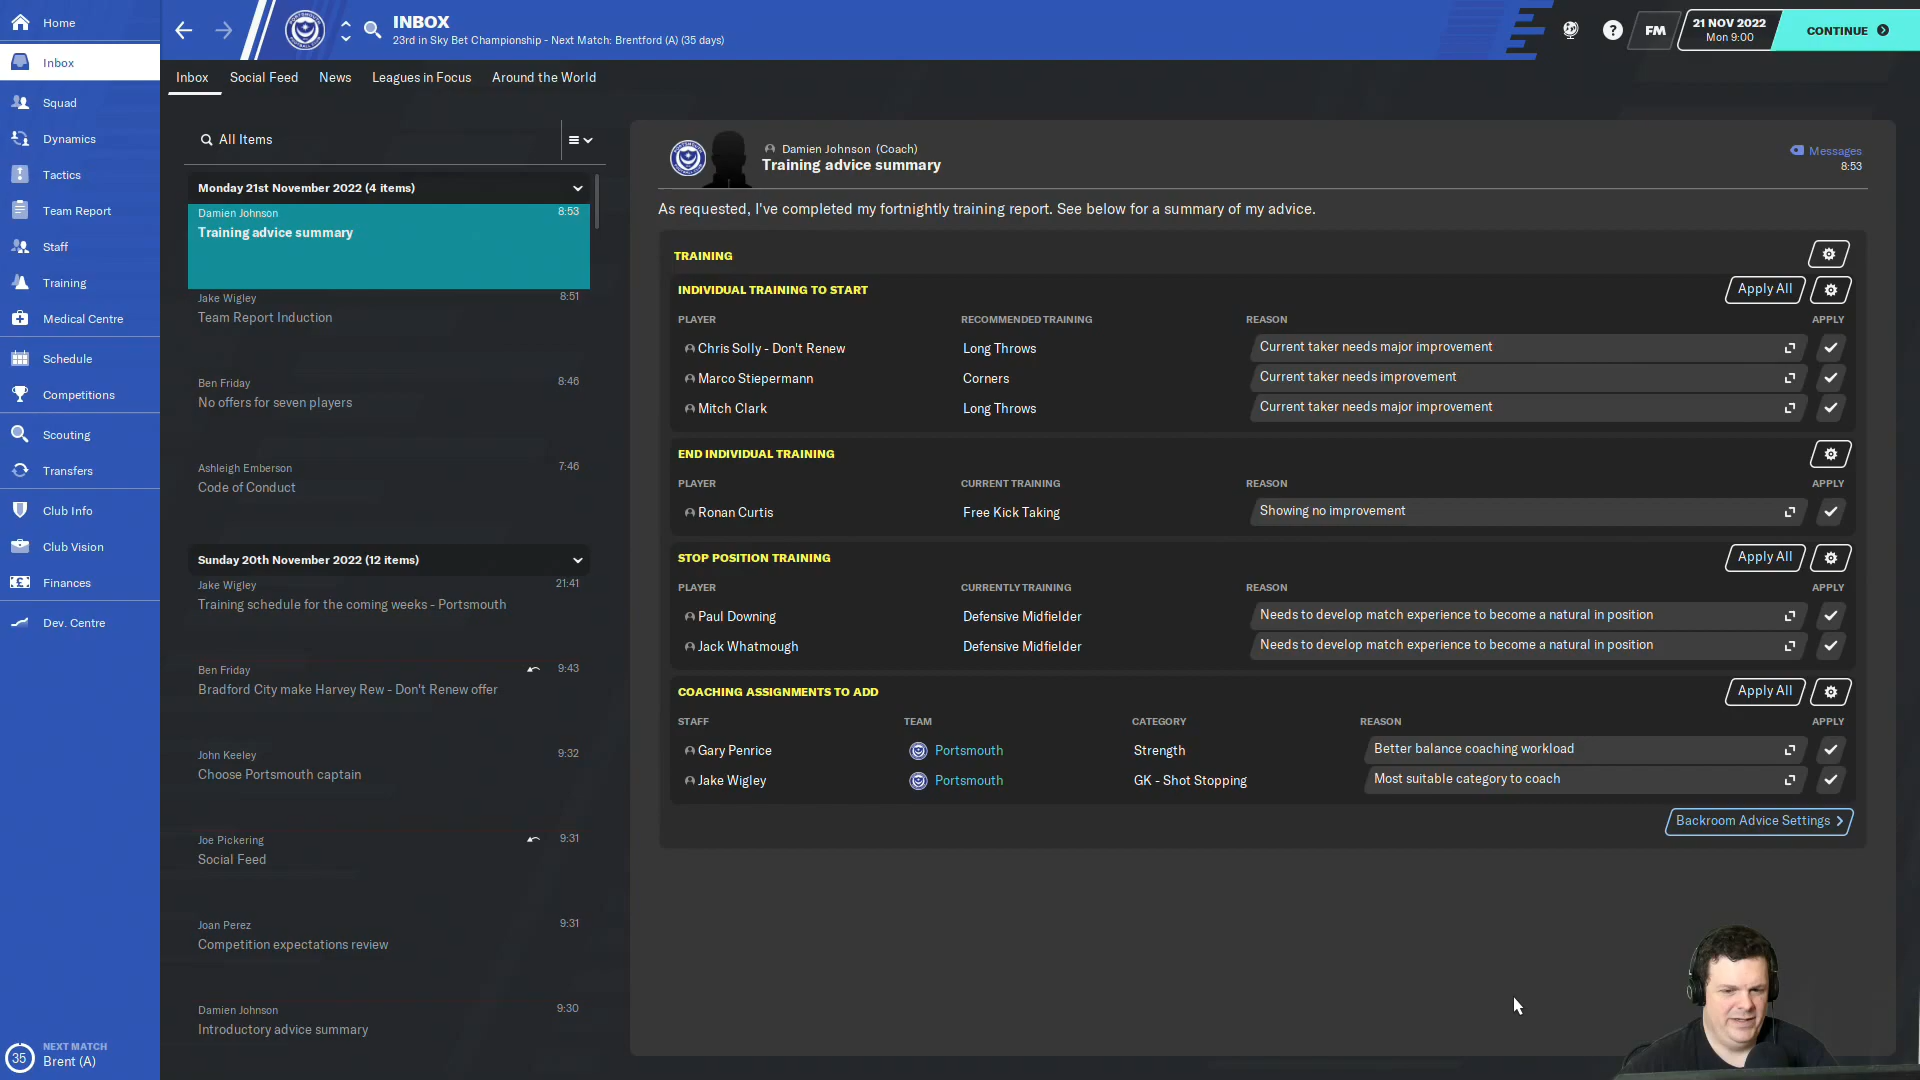 Home
Inbox
Squad
Dynamics
Tactics
Team Report
Staff
Training
Medical Centre
Schedule
Competitions
Scouting
Transfers
Club Info
Club Vision
Finances
Dev. Centre
35
NEXT MATCH
Brent (A)
INBOX
23rd in Sky Bet Championship - Next Match: Brentford (A) (35 days)
?
FM
21 NOV 2022
Mon 9:00
CONTINUE
Inbox Social Feed News Leagues in Focus Around the World
All Items
Monday 21st November 2022 (4 items)
Damien Johnson 8:53
Training advice summary
Jake Wigley 8:51
Team Report Induction
Ben Friday 8:46
No offers for seven players
Ashleigh Emberson 7:46
Code of Conduct
Sunday 20th November 2022 (12 items)
Jake Wigley 21:41
Training schedule for the coming weeks - Portsmouth
Ben Friday 9:43
Bradford City make Harvey Rew - Don't Renew offer
John Keeley 9:32
Choose Portsmouth captain
Joe Pickering 9:31
Social Feed
Joan Perez 9:31
Competition expectations review
Damien Johnson 9:30
Introductory advice summary
Damien Johnson (Coach)
Training advice summary
Messages
8:53
As requested, I've completed my fortnightly training report. See below for a summary of my advice.
TRAINING
INDIVIDUAL TRAINING TO START Apply All
PLAYER RECOMMENDED TRAINING REASON APPLY
Chris Solly - Don't Renew Long Throws Current taker needs major improvement
Marco Stiepermann Corners Current taker needs improvement
Mitch Clark Long Throws Current taker needs major improvement
END INDIVIDUAL TRAINING
PLAYER CURRENT TRAINING REASON APPLY
Ronan Curtis Free Kick Taking Showing no improvement
STOP POSITION TRAINING Apply All
PLAYER CURRENTLY TRAINING REASON APPLY
Paul Downing Defensive Midfielder Needs to develop match experience to become a natural in position
Jack Whatmough Defensive Midfielder Needs to develop match experience to become a natural in position
COACHING ASSIGNMENTS TO ADD Apply All
STAFF TEAM CATEGORY REASON APPLY
Gary Penrice Portsmouth Strength Better balance coaching workload
Jake Wigley Portsmouth GK - Shot Stopping Most suitable category to coach
Backroom Advice Settings